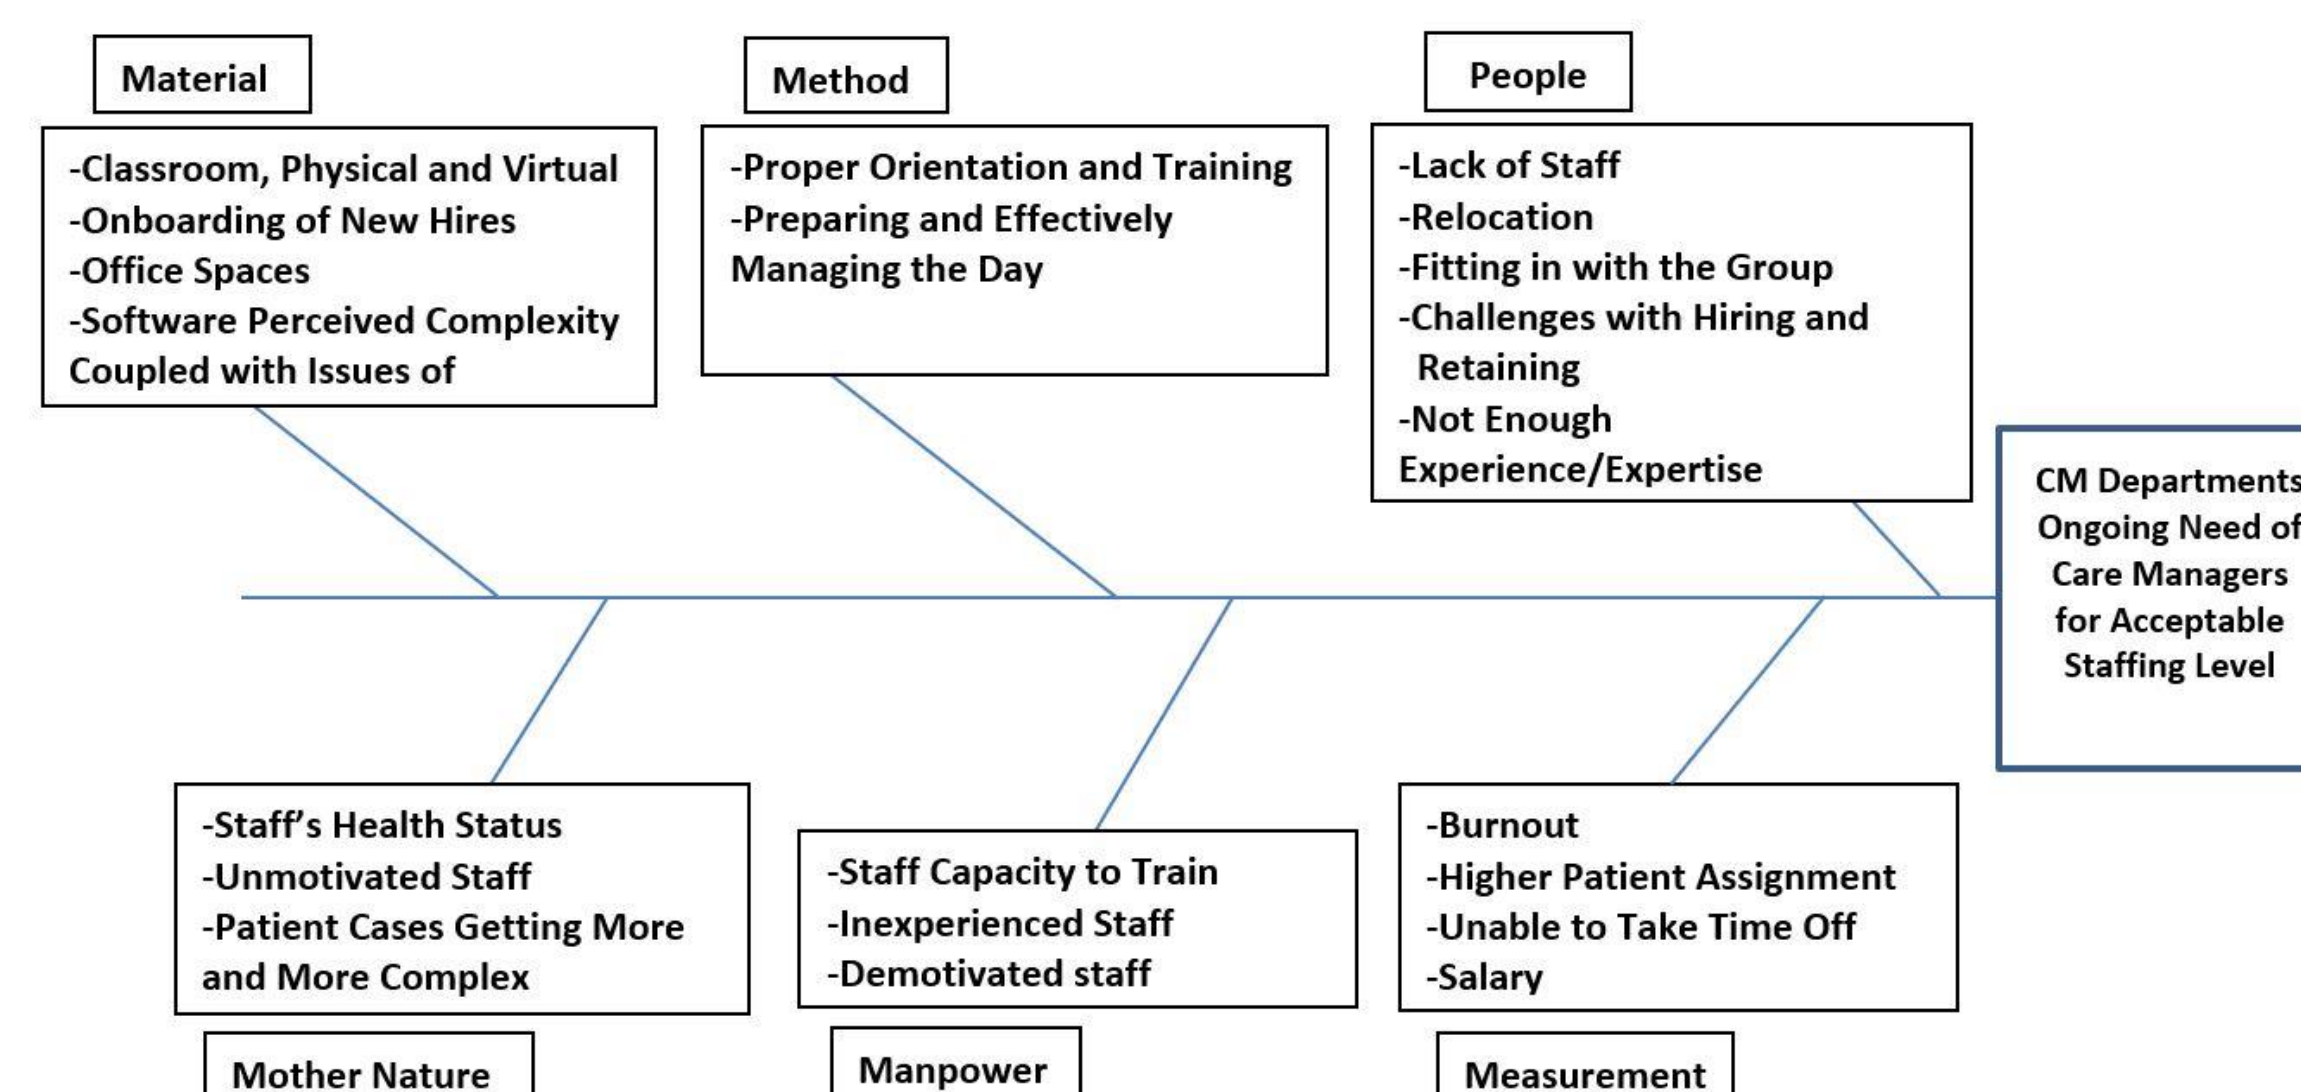 Material
-Classroom, Physical and Virtual
-Onboarding of New Hires
-Office Spaces
-Software Perceived Complexity
Coupled with Issues of
Method
-Proper Orientation and Training
-Preparing and Effectively
Managing the Day
People
-Lack of Staff
-Relocation
-Fitting in with the Group
-Challenges with Hiring and
Retaining
-Not Enough
Experience/Expertise
CM Departments
Ongoing Need of
Care Managers
for Acceptable
Staffing Level
-Staff’s Health Status
-Unmotivated Staff
-Patient Cases Getting More
and More Complex
Mother Nature
-Staff Capacity to Train
-Inexperienced Staff
-Demotivated staff
Manpower
-Burnout
-Higher Patient Assignment
-Unable to Take Time Off
-Salary
Measurement